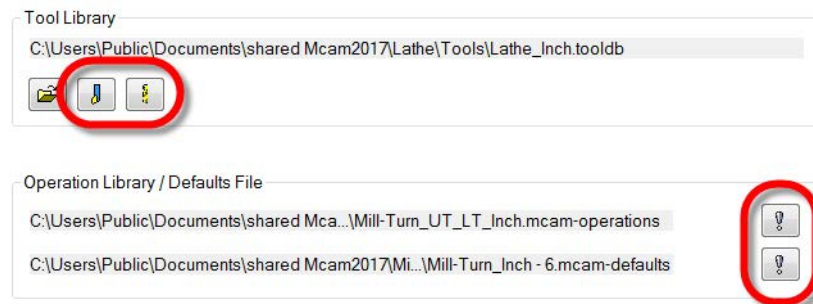 Tool Library
C:\Users\Public\Documents\shared Mcam2017\Lathe\Tools\Lathe_Inch.tooldb
Operation Library / Defaults File
C:\Users\Public\Documents\shared Mca...\Mill-Turn_UT_LT_Inch.mcam-operations
C:\Users\Public\Documents\shared Mcam2017\Mi...\Mill-Turn_Inch - 6.mcam-defaults